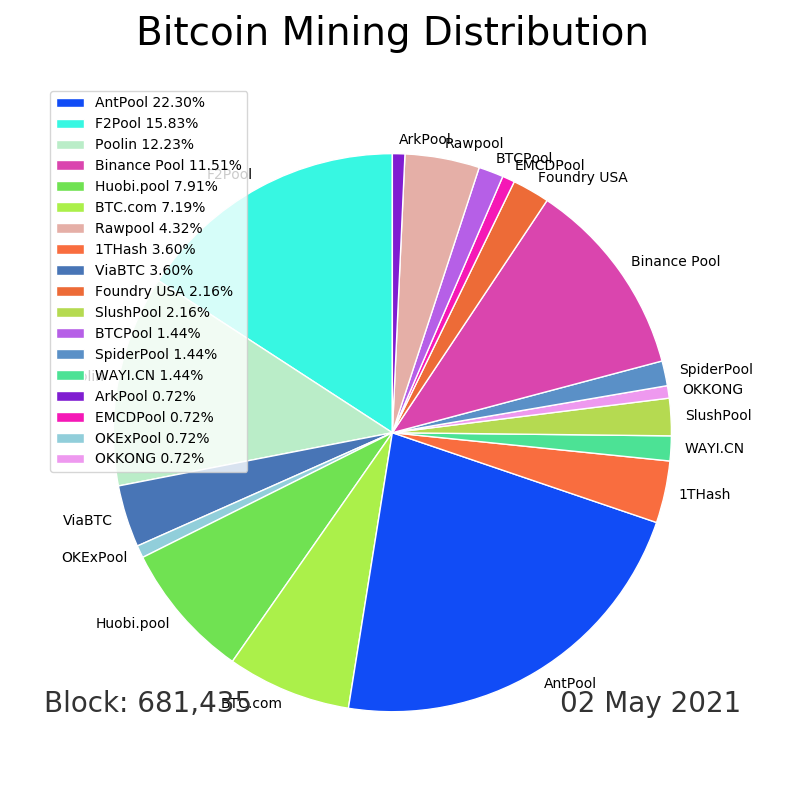 Bitcoin Mining Distribution
AntPool 22.30%
F2Pool 15.83%
Poolin 12.23%
Binance Pool 11.51%
Huobi.pool 7.91%
BTC.com 7.19%
Rawpool 4.32%
1THash 3.60%
ViaBTC 3.60%
Foundry USA 2.16%
SlushPool 2.16%
BTCPool 1.44%
SpiderPool 1.44%
WAYI.CN 1.44%
ArkPool 0.72%
EMCDPool 0.72%
OKExPool 0.72%
OKKONG 0.72%
ArkPool
Rawpool
BTCPool
EMCDPool
Foundry USA
F2Pool
Binance Pool
SpiderPool
OKKONG
SlushPool
WAYI.CN
1THash
ViaBTC
OKExPool
Huobi.pool
AntPool
BTC.com
Block: 681,435
02 May 2021